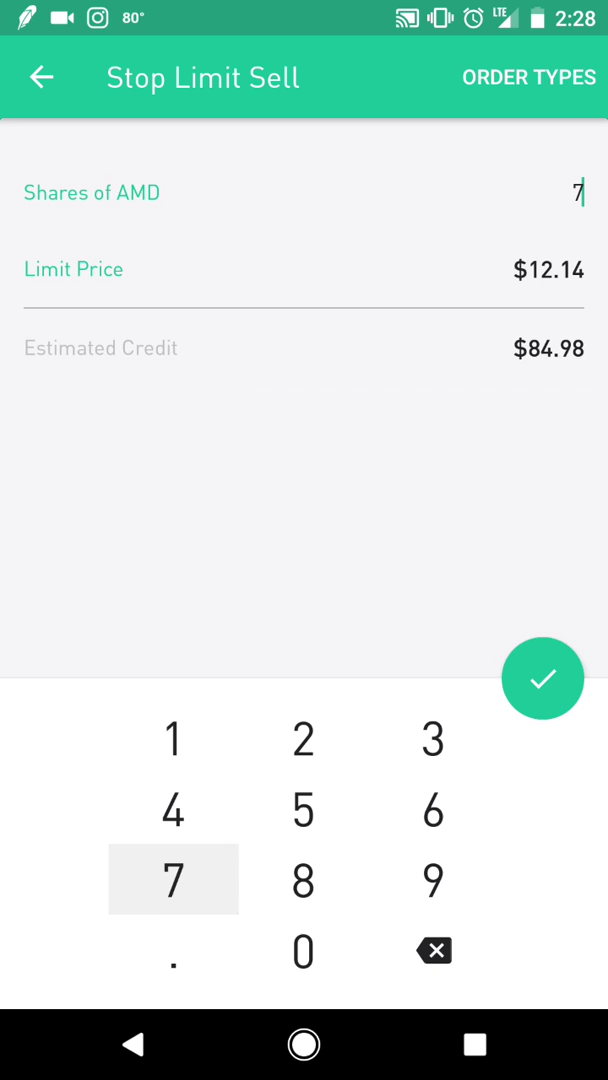 80° LTE 2:28
Stop Limit Sell ORDER TYPES
Shares of AMD 7
Limit Price $12.14
Estimated Credit $84.98
1 2 3
4 5 6
7 8 9
. 0